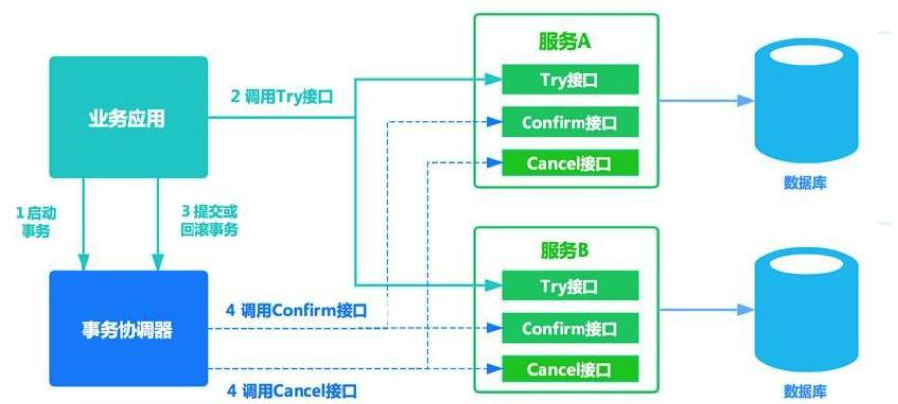 服务A
Try接口
Confirm接口
Cancel接口
数据库
业务应用
2 调用Try接口
1 启动
事务
3 提交或
回滚事务
服务B
Try接口
Confirm接口
Cancel接口
数据库
事务协调器
4 调用Confirm接口
4 调用Cancel接口